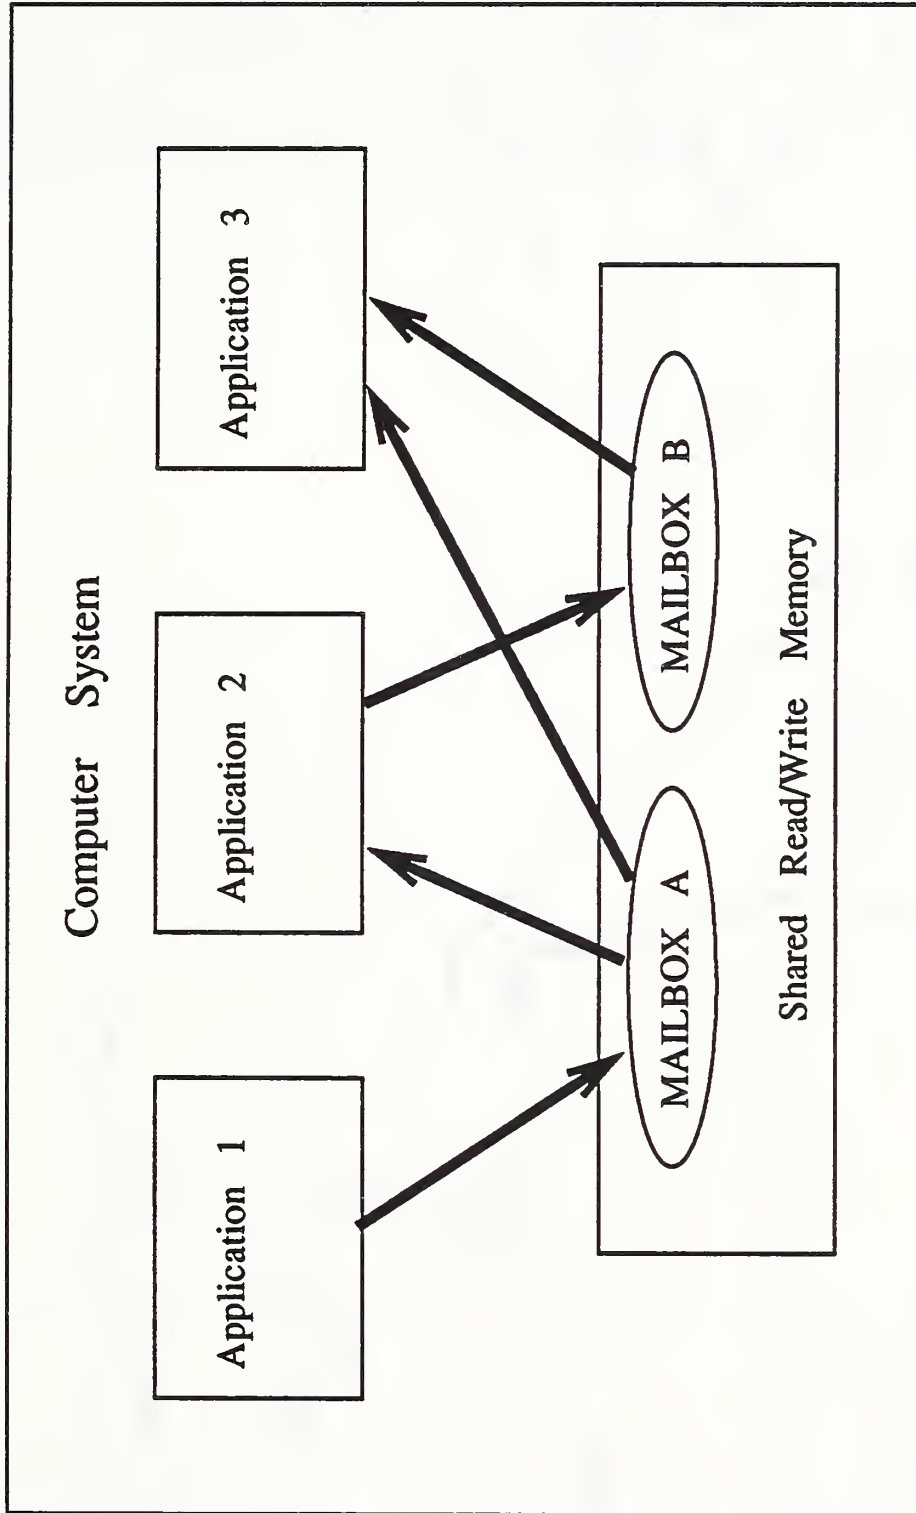 Computer System
Application 1
Application 2
Application 3
MAILBOX A
MAILBOX B
Shared Read/Write Memory